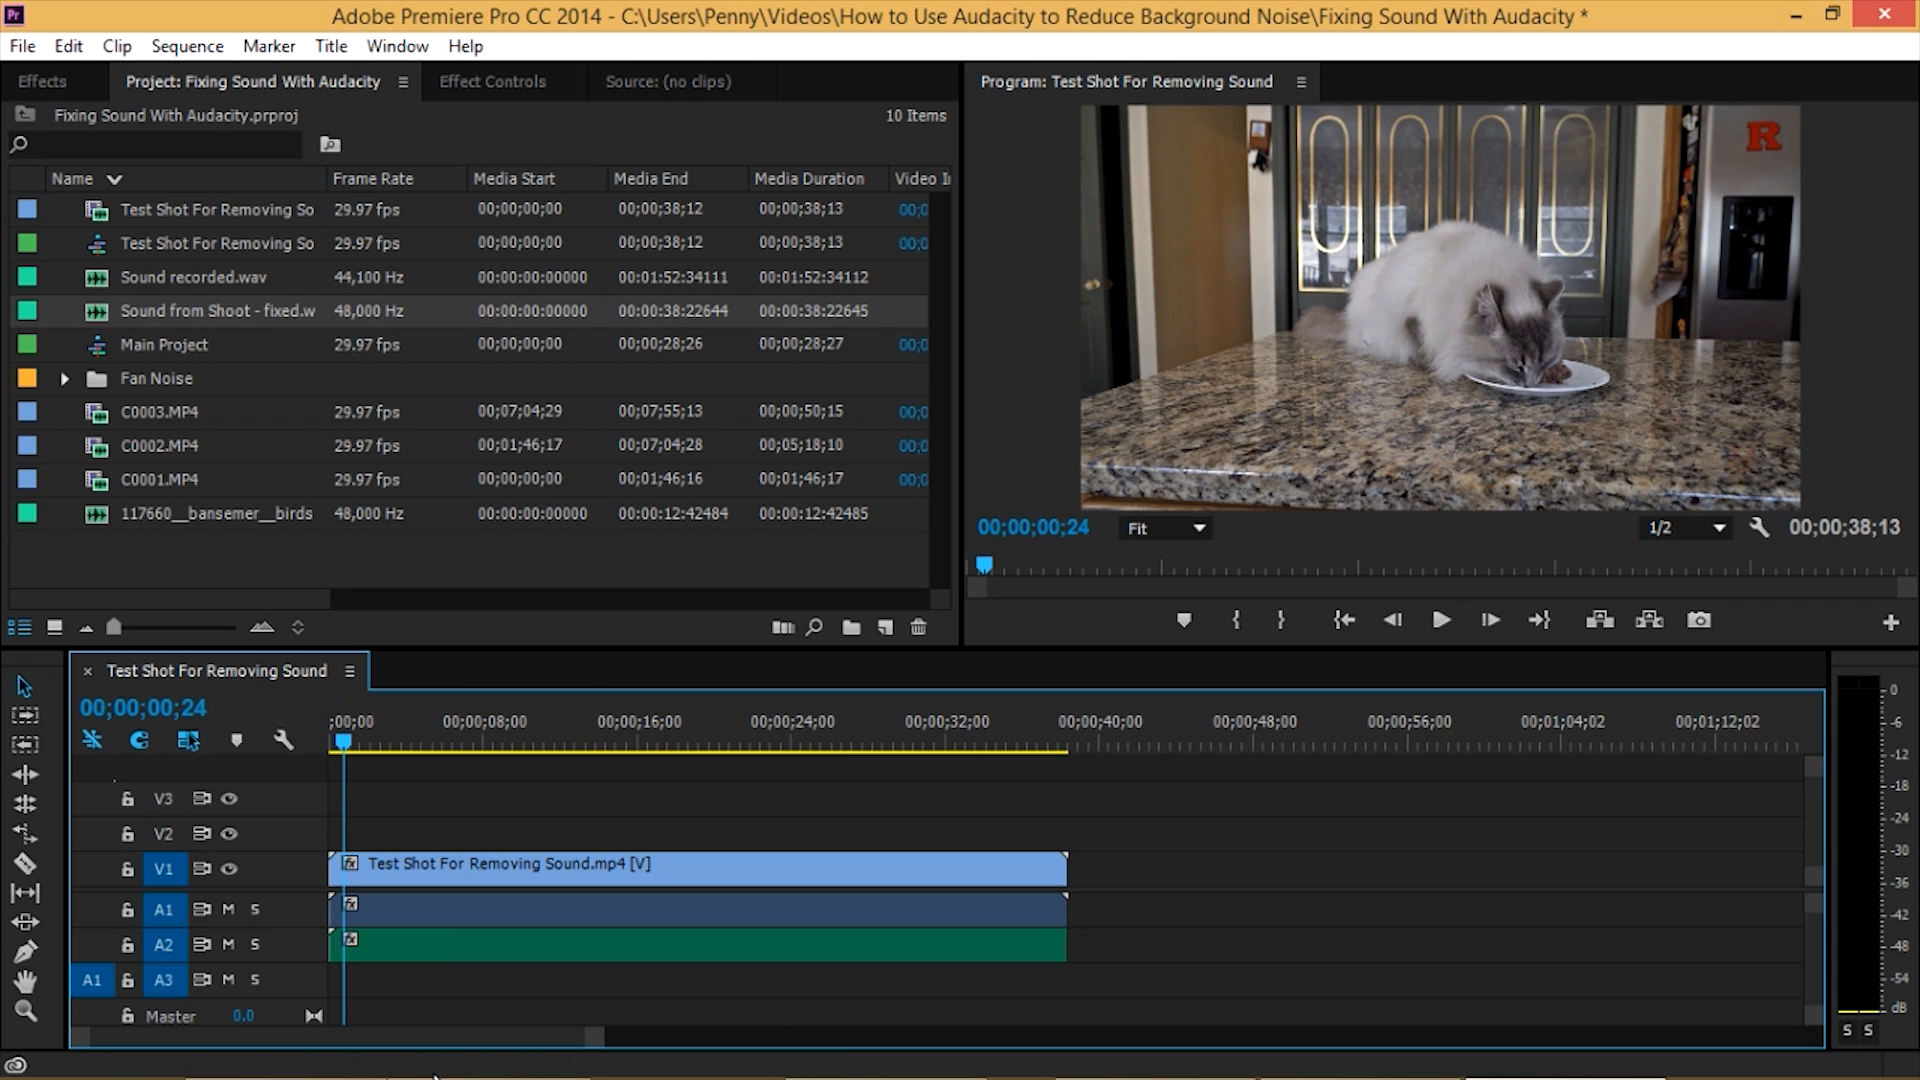 Pr Adobe Premiere Pro CC 2014 - C:\Users\Penny\Videos\How to Use Audacity to Reduce Background Noise\Fixing Sound With Audacity *
File Edit Clip Sequence Marker Title Window Help
Effects Project: Fixing Sound With Audacity Effect Controls Source: (no clips) Program: Test Shot For Removing Sound
Fixing Sound With Audacity.prproj 10 Items
Name Frame Rate Media Start Media End Media Duration Video I
Test Shot For Removing So 29.97 fps 00;00;00;00 00;00;38;12 00;00;38;13 00;0
Test Shot For Removing So 29.97 fps 00;00;00;00 00;00;38;12 00;00;38;13 00;0
Sound recorded.wav 44,100 Hz 00:00:00:00000 00:01:52:34111 00:01:52:34112
Sound from Shoot - fixed.w 48,000 Hz 00:00:00:00000 00:00:38:22644 00:00:38:22645
Main Project 29.97 fps 00;00;00;00 00;00;28;26 00;00;28;27 00;0
Fan Noise
C0003.MP4 29.97 fps 00;07;04;29 00;07;55;13 00;00;50;15 00;0
C0002.MP4 29.97 fps 00;01;46;17 00;07;04;28 00;05;18;10 00;0
C0001.MP4 29.97 fps 00;00;00;00 00;01;46;16 00;01;46;17 00;0
117660__bansemer__birds 48,000 Hz 00:00:00:00000 00:00:12:42484 00:00:12:42485
R
00;00;00;24 Fit 1/2 00;00;38;13
Test Shot For Removing Sound
00;00;00;24
;00;00 00;00;08;00 00;00;16;00 00;00;24;00 00;00;32;00 00;00;40;00 00;00;48;00 00;00;56;00 00;01;04;02 00;01;12;02
V3
V2
V1 fx Test Shot For Removing Sound.mp4 [V]
A1 M S fx
A2 M S fx
A1 A3 M S
Master 0.0
0
-6
-12
-18
-24
-30
-36
-42
-48
-54
dB
S S